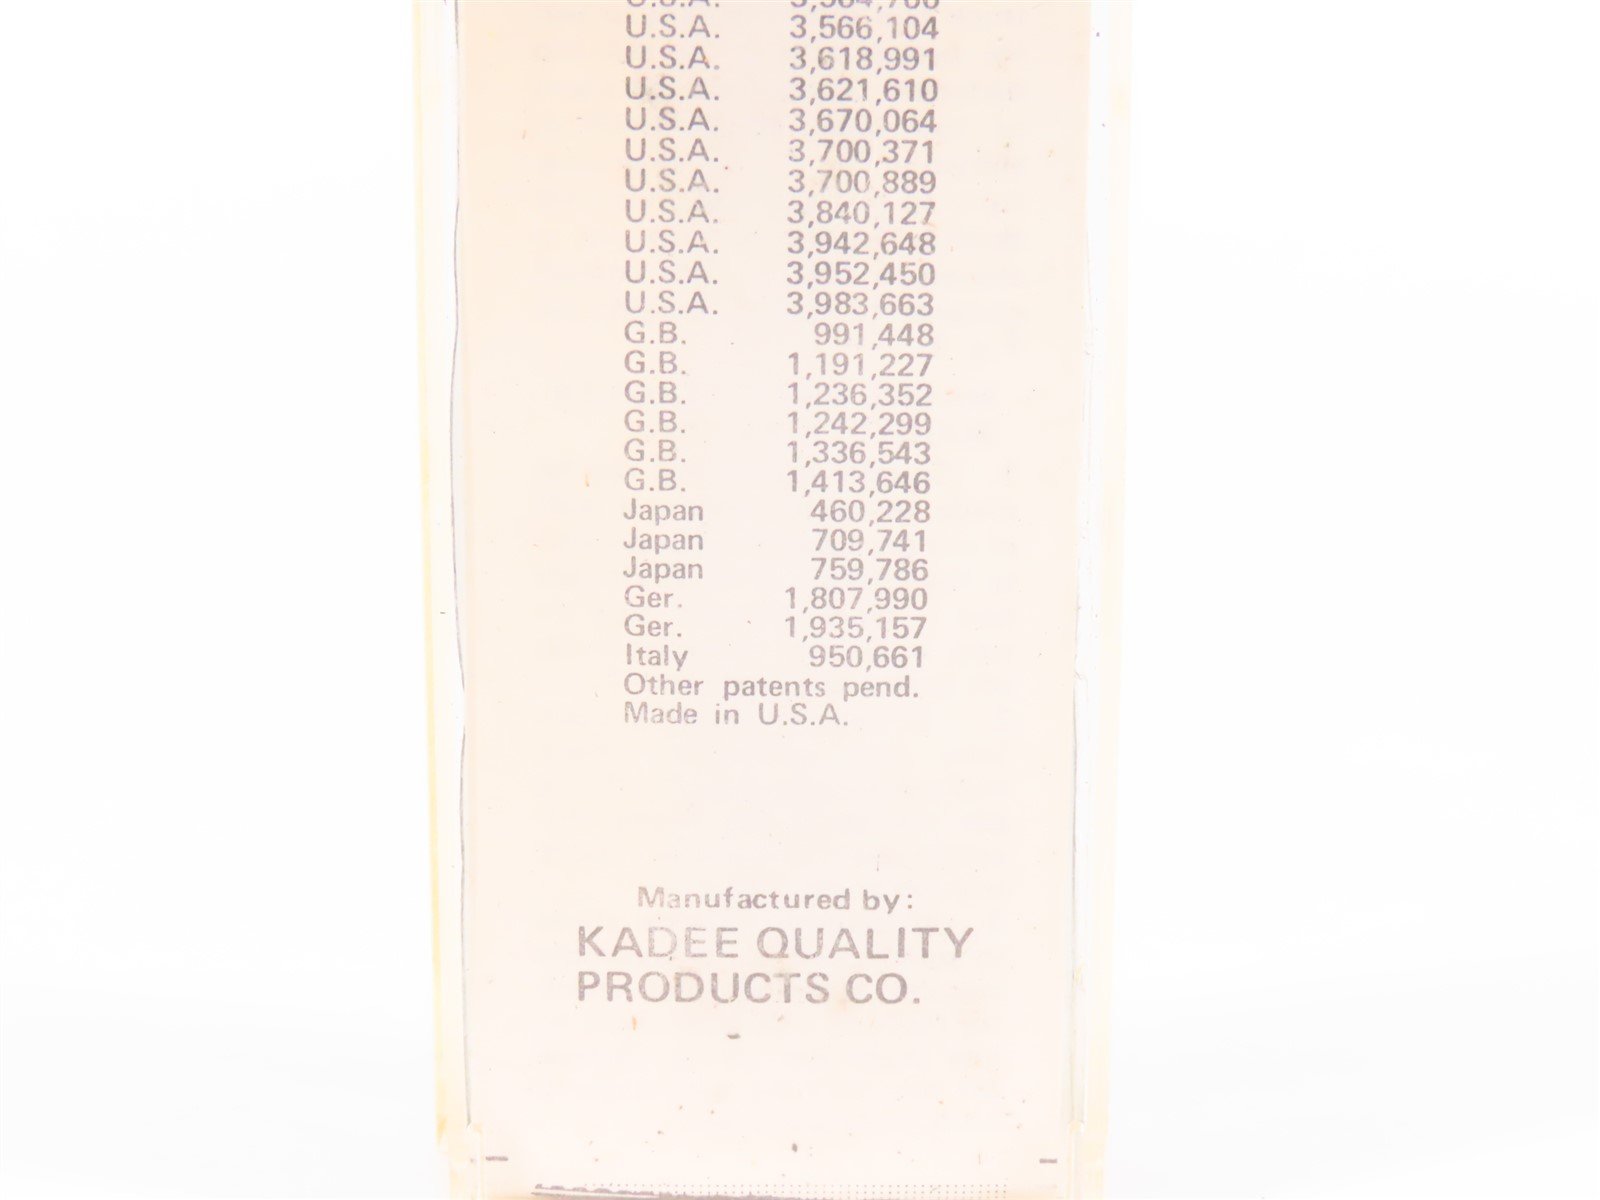 U.S.A.
U.S.A. 3,566,104
U.S.A. 3,618,991
U.S.A. 3,621,610
U.S.A. 3,670,064
U.S.A. 3,700,371
U.S.A. 3,700,889
U.S.A. 3,840,127
U.S.A. 3,942,648
U.S.A. 3,952,450
U.S.A. 3,983,663
G.B. 991,448
G.B. 1,191,227
G.B. 1,236,352
G.B. 1,242,299
G.B. 1,336,543
G.B. 1,413,646
Japan 460,228
Japan 709,741
Japan 759,786
Ger. 1,807,990
Ger. 1,935,157
Italy 950,661
Other patents pend.
Made in U.S.A.
Manufactured by:
KADEE QUALITY
PRODUCTS CO.